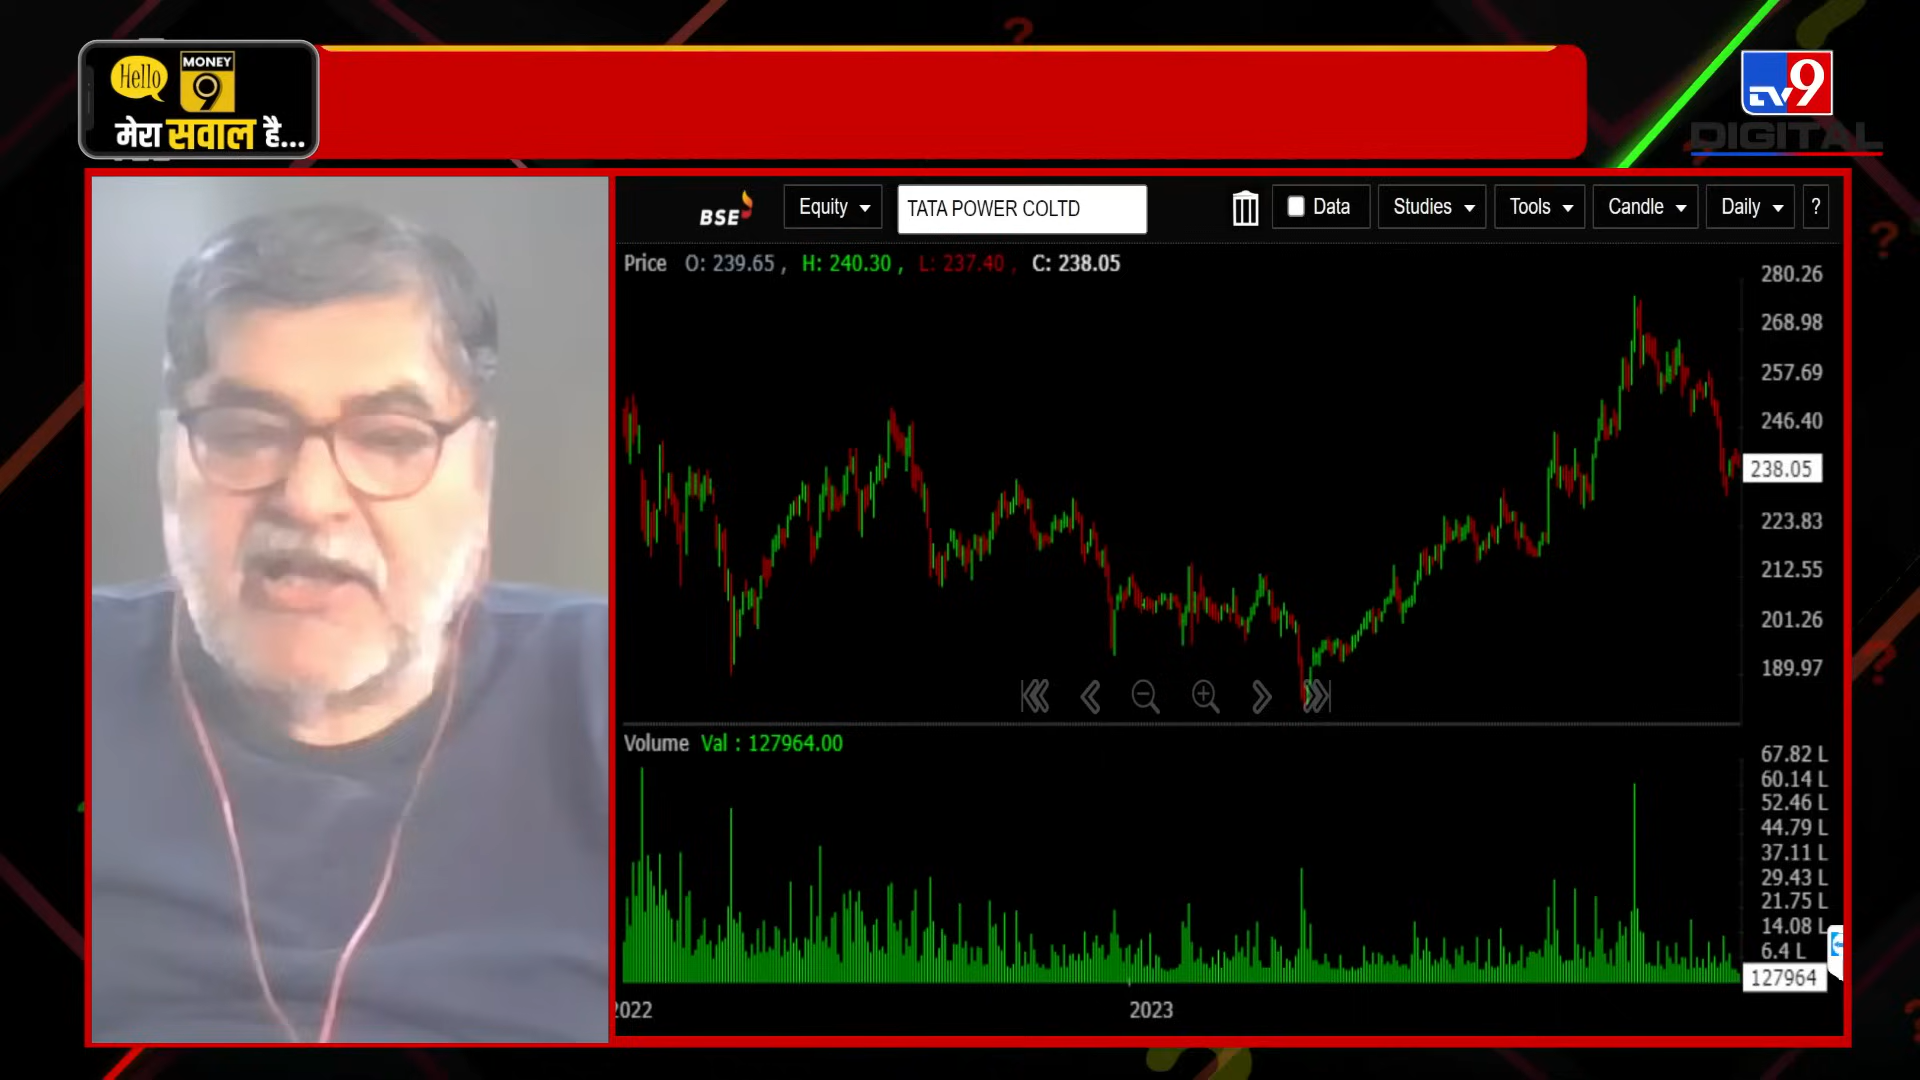 Hello
MONEY
9
मेरा सवाल है...
TV9
DIGITAL
BSE
Equity
TATA POWER COLTD
Data
Studies
Tools
Candle
Daily
?
Price O: 239.65 , H: 240.30 , L: 237.40 , C: 238.05
280.26
268.98
257.69
246.40
238.05
223.83
212.55
201.26
189.97
Volume Val : 127964.00
67.82 L
60.14 L
52.46 L
44.79 L
37.11 L
29.43 L
21.75 L
14.08 L
6.4 L
127964
2022
2023